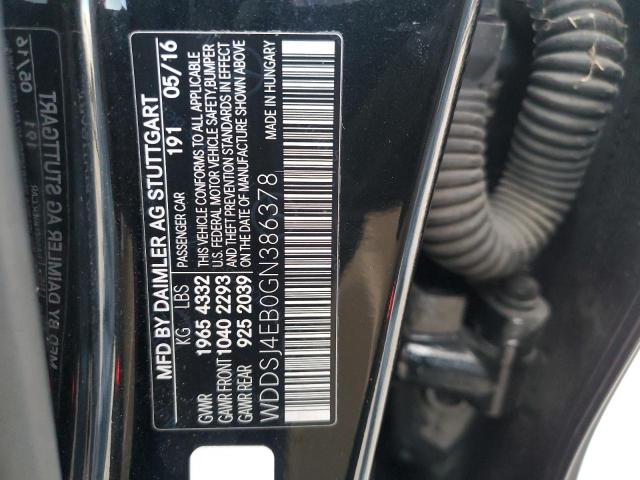 MFD BY DAIMLER AG STUTTGART
191 05/16
KG LBS PASSENGER CAR
GVWR 1965 4332 THIS VEHICLE CONFORMS TO ALL APPLICABLE
GAWR FRONT 1040 2293 U.S. FEDERAL MOTOR VEHICLE SAFETY,BUMPER
AND THEFT PREVENTION STANDARDS IN EFFECT
GAWR REAR 925 2039 ON THE DATE OF MANUFACTURE SHOWN ABOVE
WDDSJ4EB0GN386378 MADE IN HUNGARY